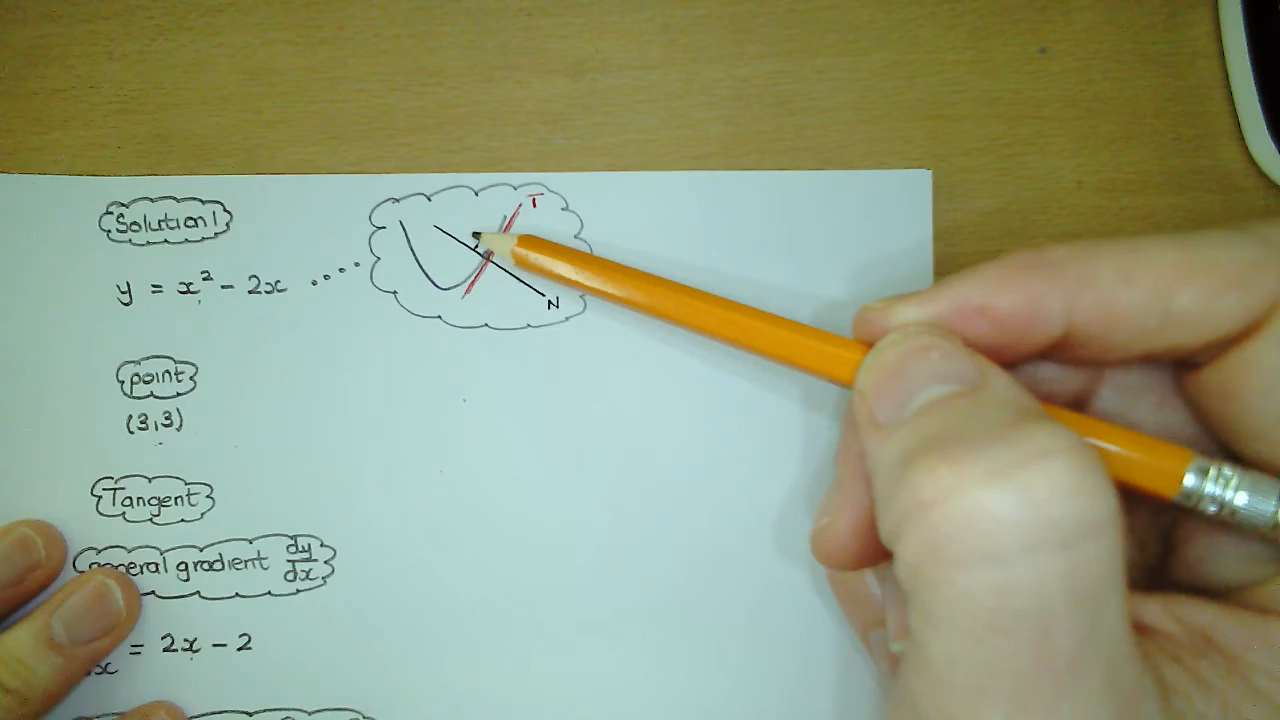 Solution 1
y = x² - 2x ....
T
N
point
(3,3)
Tangent
general gradient dy/dx
= 2x - 2